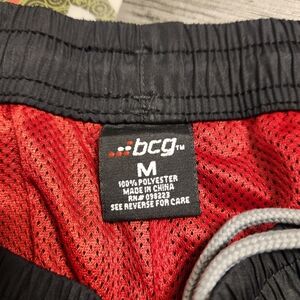 bcg™
M
100% POLYESTER
MADE IN CHINA
RN# 098223
SEE REVERSE FOR CARE